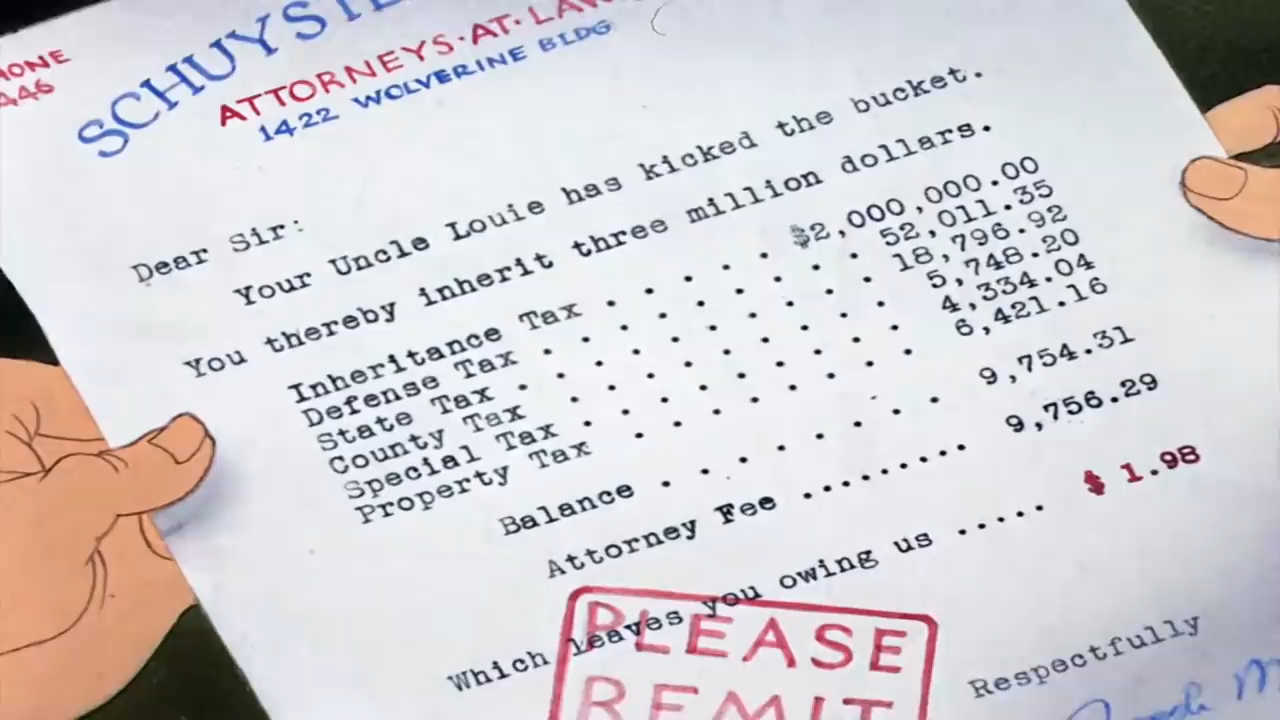 HONE
446
SCHUYSTE
ATTORNEYS·AT·LAW
1422 WOLVERINE BLDG
Dear Sir:
Your Uncle Louie has kicked the bucket.
You thereby inherit three million dollars.
Inheritance Tax . . . . . $2,000,000.00
Defense Tax . . . . . . . . 52,011.35
State Tax . . . . . . . . . 18,796.92
County Tax . . . . . . . . 5,748.20
Special Tax . . . . . . . . 4,334.04
Property Tax . . . . . . . 6,421.16
Balance . . . . . . . . 9,754.31
Attorney Fee ......... 9,756.29
Which leaves you owing us ..... $ 1.98
PLEASE
REMIT
Respectfully